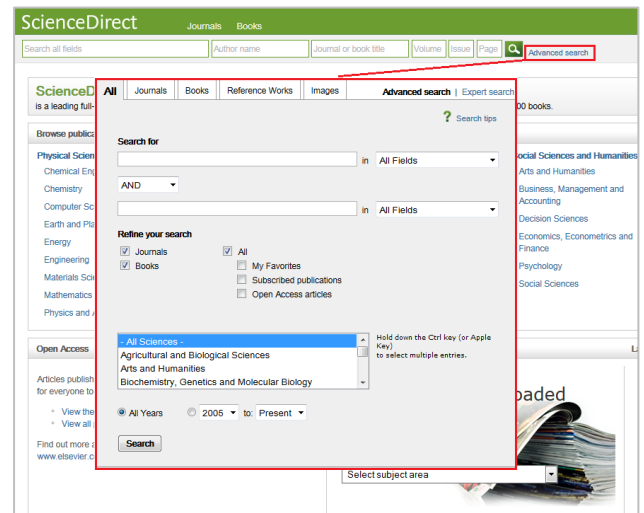 ScienceDirect Journals Books
Search all fields Author name Journal or book title Volume Issue Page Advanced search
ScienceD
is a leading full- 00 books.
All Journals Books Reference Works Images Advanced search | Expert search
? Search tips
Search for
in All Fields
AND
in All Fields
Refine your search
Journals All
Books My Favorites
Subscribed publications
Open Access articles
- All Sciences -
Agricultural and Biological Sciences
Arts and Humanities
Biochemistry, Genetics and Molecular Biology
Hold down the Ctrl key (or Apple
Key)
to select multiple entries.
All Years 2005 to: Present
Search
Browse publica
Physical Scien
Chemical Eng
Chemistry
Computer Sc
Earth and Pla
Energy
Engineering
Materials Scie
Mathematics
Physics and A
ocial Sciences and Humanities
Arts and Humanities
Business, Management and
Accounting
Decision Sciences
Economics, Econometrics and
Finance
Psychology
Social Sciences
Open Access
Articles publish
for everyone to
View the
View all
Find out more a
www.elsevier.c
oaded
Select subject area